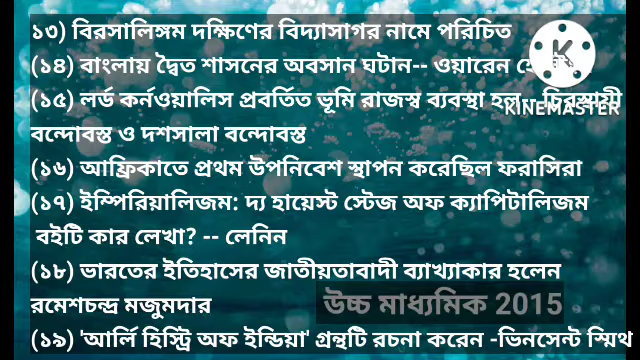 ১৩) বিরসালিঙ্গম দক্ষিণের বিদ্যাসাগর নামে পরিচিত
(১৪) বাংলায় দ্বৈত শাসনের অবসান ঘটান-- ওয়ারেন
(১৫) লর্ড কর্নওয়ালিস প্রবর্তিত ভূমি রাজস্ব ব্যবস্থা হল-- চিরস্থায়ী
KINEMASTER
বন্দোবস্ত ও দশসালা বন্দোবস্ত
(১৬) আফ্রিকাতে প্রথম উপনিবেশ স্থাপন করেছিল ফরাসিরা
(১৭) ইম্পিরিয়ালিজম: দ্য হায়েস্ট স্টেজ অফ ক্যাপিটালিজম
বইটি কার লেখা? -- লেনিন
(১৮) ভারতের ইতিহাসের জাতীয়তাবাদী ব্যাখ্যাকার হলেন
রমেশচন্দ্র মজুমদার
উচ্চ মাধ্যমিক 2015
(১৯) 'আর্লি হিস্ট্রি অফ ইন্ডিয়া' গ্রন্থটি রচনা করেন -ভিনসেন্ট স্মিথ